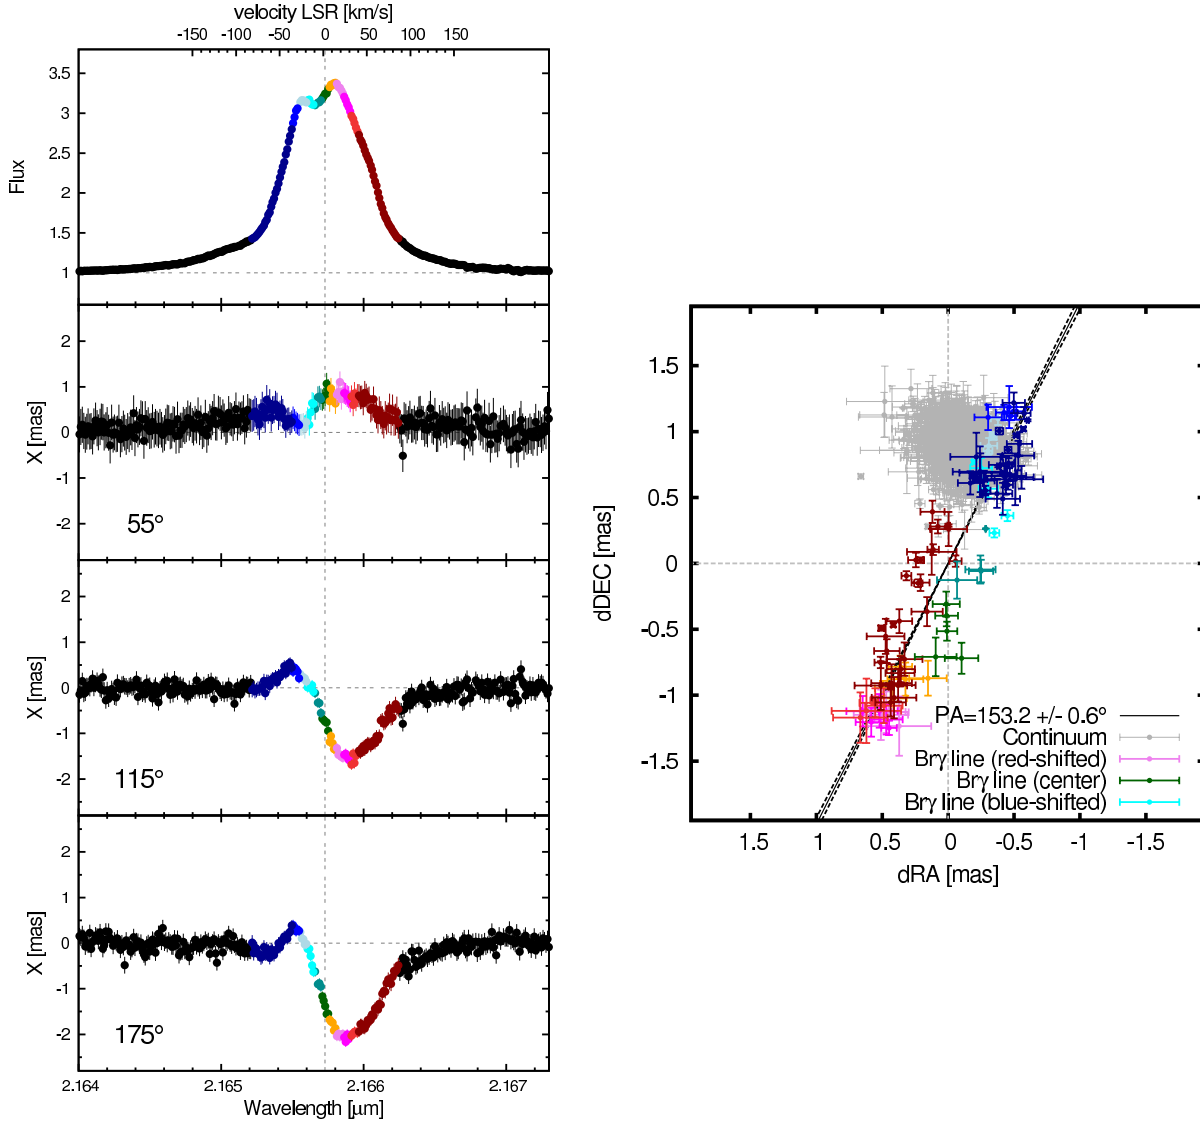 velocity LSR [km/s]
-150 -100 -50 0 50 100 150
3.5
3
2.5
2
1.5
1
Flux
2
1
0
-1
-2
X [mas]
55°
2
1
0
-1
-2
X [mas]
115°
2
1
0
-1
-2
X [mas]
175°
2.164 2.165 2.166 2.167
Wavelength [μm]
1.5
1
0.5
0
-0.5
-1
-1.5
dDEC [mas]
PA=153.2 +/- 0.6°
Continuum
Brγ line (red-shifted)
Brγ line (center)
Brγ line (blue-shifted)
1.5 1 0.5 0 -0.5 -1 -1.5
dRA [mas]